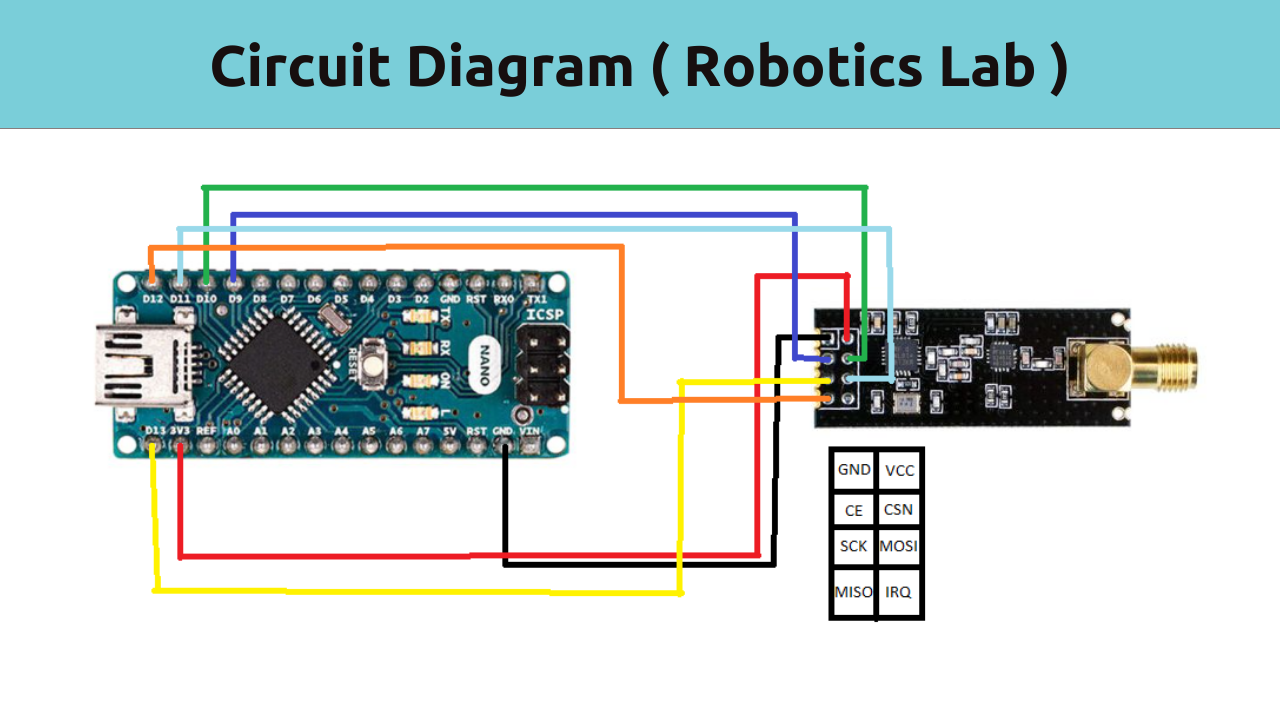 Circuit Diagram ( Robotics Lab )
D12 D11 D10 D9 D8 D7 D6 D5 D4 D3 D2 GND RST RX0 TX1
ICSP
TX
RX
RESET
NANO
ON
L
D13 3V3 REF A0 A1 A2 A3 A4 A5 A6 A7 5V RST GND VIN
GND VCC
CE CSN
SCK MOSI
MISO IRQ